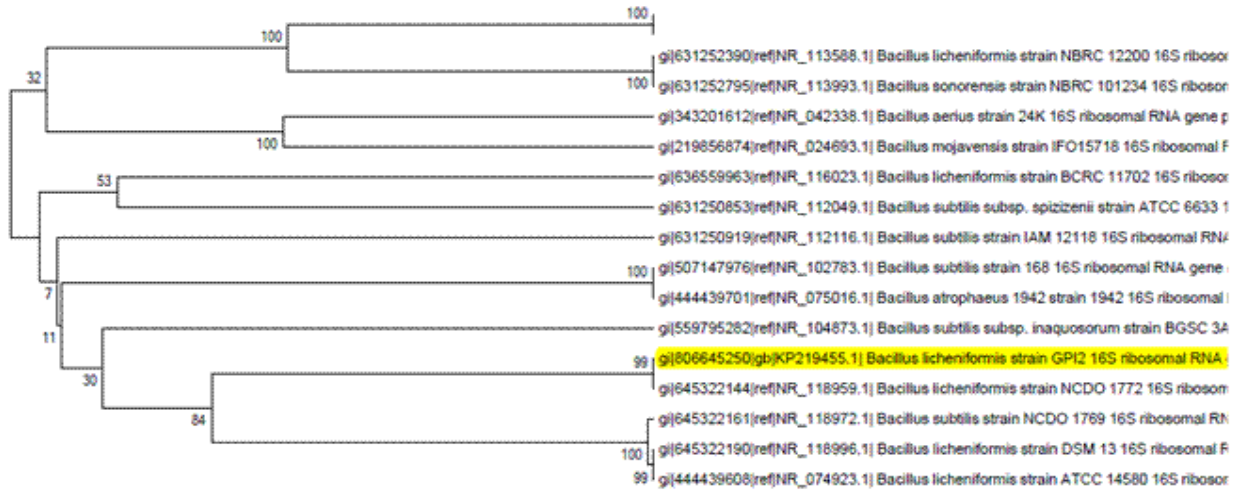 100
100
gi|631252390|ref|NR_113588.1| Bacillus licheniformis strain NBRC 12200 16S riboso
32
100
gi|631252795|ref|NR_113993.1| Bacillus sonorensis strain NBRC 101234 16S riboso
gi|343201612|ref|NR_042338.1| Bacillus aerius strain 24K 16S ribosomal RNA gene p
100
gi|219856874|ref|NR_024693.1| Bacillus mojavensis strain IFO15718 16S ribosomal
53
gi|636559963|ref|NR_116023.1| Bacillus licheniformis strain BCRC 11702 16S riboso
gi|631250853|ref|NR_112049.1| Bacillus subtilis subsp. spizizenii strain ATCC 6633 1
gi|631250919|ref|NR_112116.1| Bacillus subtilis strain IAM 12118 16S ribosomal RNA
100
gi|507147976|ref|NR_102783.1| Bacillus subtilis strain 168 16S ribosomal RNA gene
7
gi|444439701|ref|NR_075016.1| Bacillus atrophaeus 1942 strain 1942 16S ribosomal
11
gi|559795282|ref|NR_104873.1| Bacillus subtilis subsp. inaquosorum strain BGSC 3A
99
gi|806645250|gb|KP219455.1| Bacillus licheniformis strain GPI2 16S ribosomal RNA
30
gi|645322144|ref|NR_118959.1| Bacillus licheniformis strain NCDO 1772 16S ribosom
84
gi|645322161|ref|NR_118972.1| Bacillus subtilis strain NCDO 1769 16S ribosomal RN
100
gi|645322190|ref|NR_118996.1| Bacillus licheniformis strain DSM 13 16S ribosomal
99
gi|444439608|ref|NR_074923.1| Bacillus licheniformis strain ATCC 14580 16S riboso